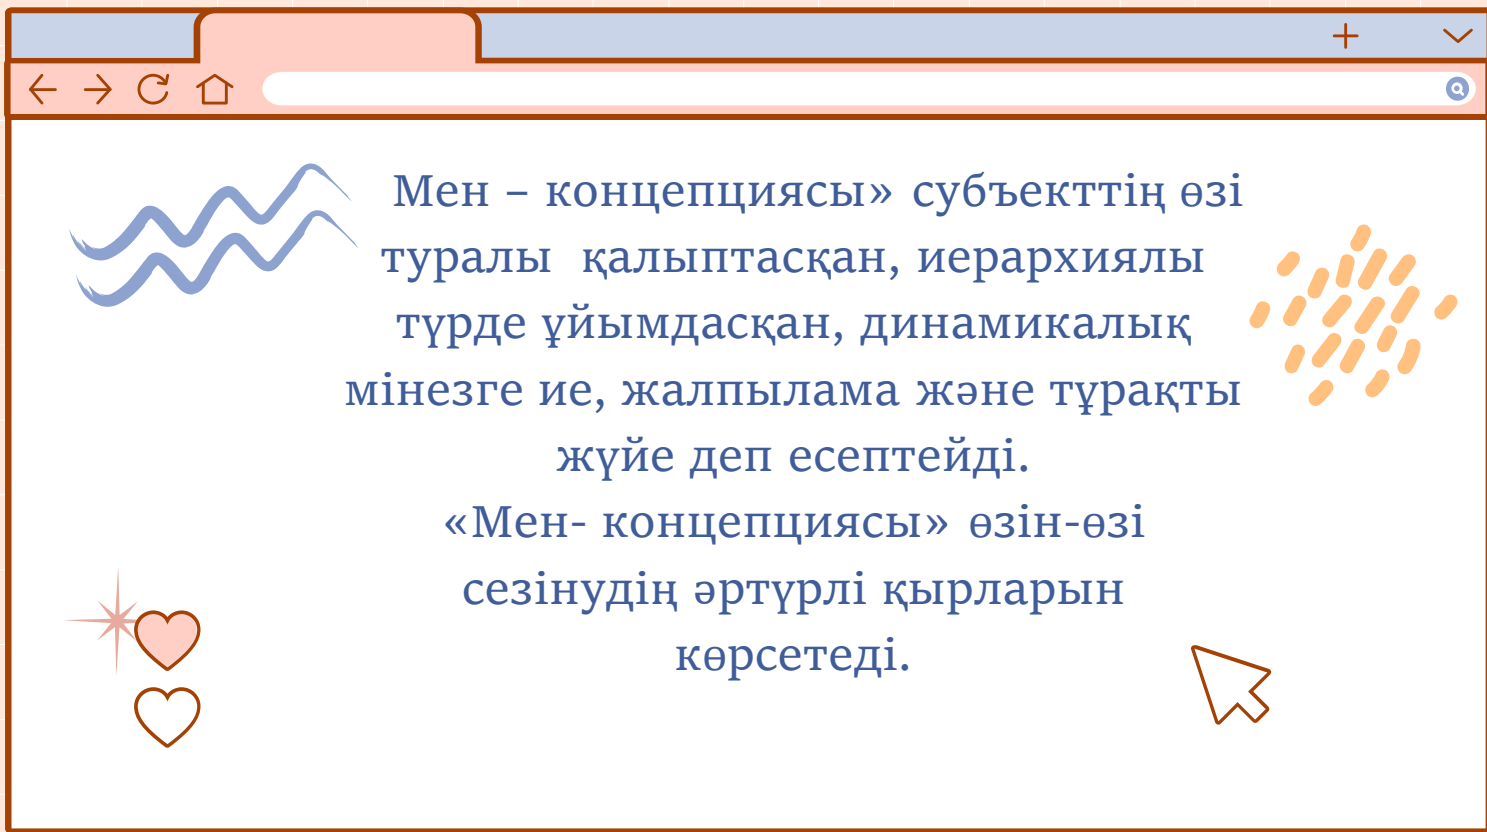 Мен – концепциясы» субъекттің өзі
туралы  қалыптасқан, иерархиялы
түрде ұйымдасқан, динамикалық
мінезге ие, жалпылама және тұрақты
жүйе деп есептейді.
«Мен- концепциясы» өзін-өзі
сезінудің әртүрлі қырларын
көрсетеді.